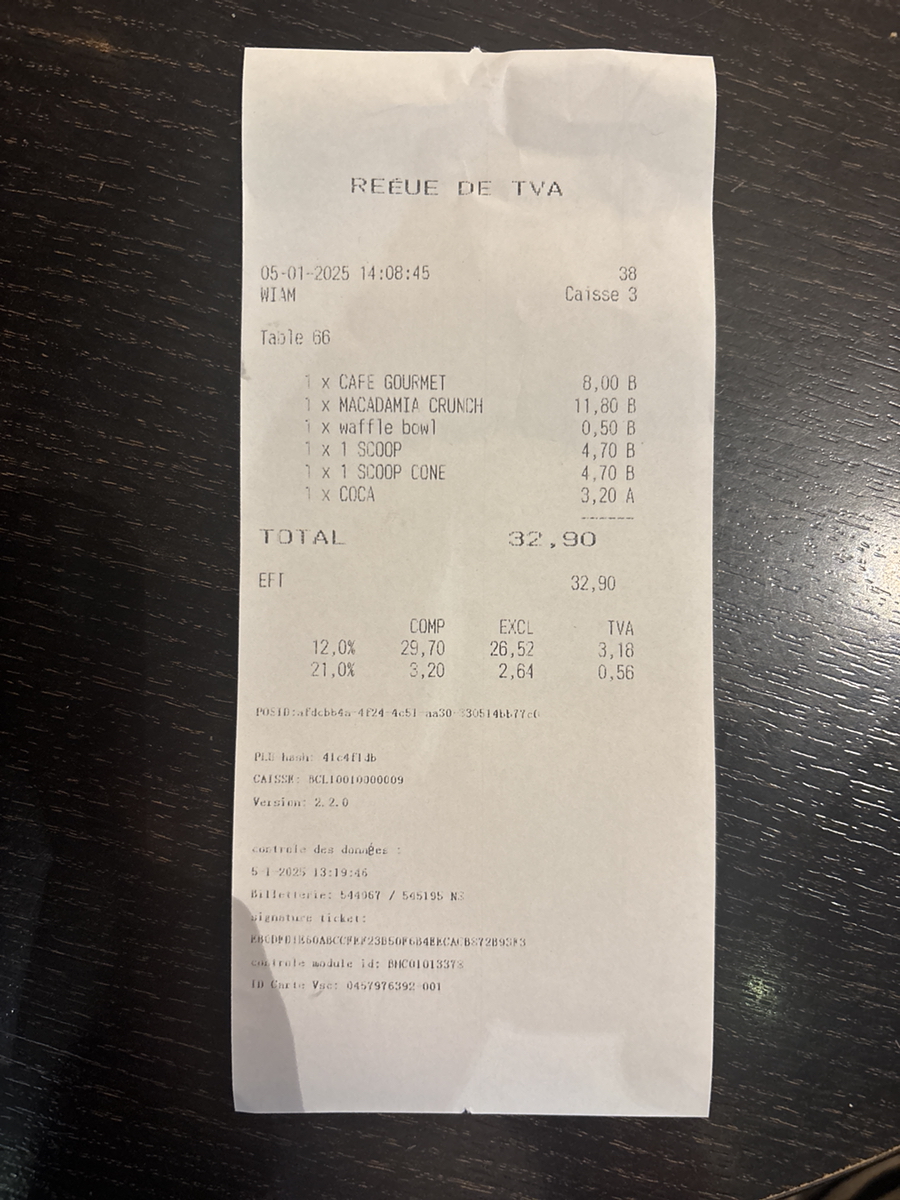 REÉUE DE TVA
05-01-2025 14:08:45 38
WIAM Caisse 3
Table 66
1 x CAFE GOURMET 8,00 B
1 x MACADAMIA CRUNCH 11,80 B
1 x waffle bowl 0,50 B
1 x 1 SCOOP 4,70 B
1 x 1 SCOOP CONE 4,70 B
1 x COCA 3,20 A
TOTAL 32,90
EFT 32,90
COMP EXCL TVA
12,0% 29,70 26,52 3,18
21,0% 3,20 2,64 0,56
PLU hash: 41c4f1db
CAISSE: BCL10010000009
Version: 2.2.0
controle des données :
5-1-2025 13:19:46
Billetterie: 544967 / 545195 NS
signature ticket:
controle module id: BMC01013378
ID Carte Vsc: 0457976392-001